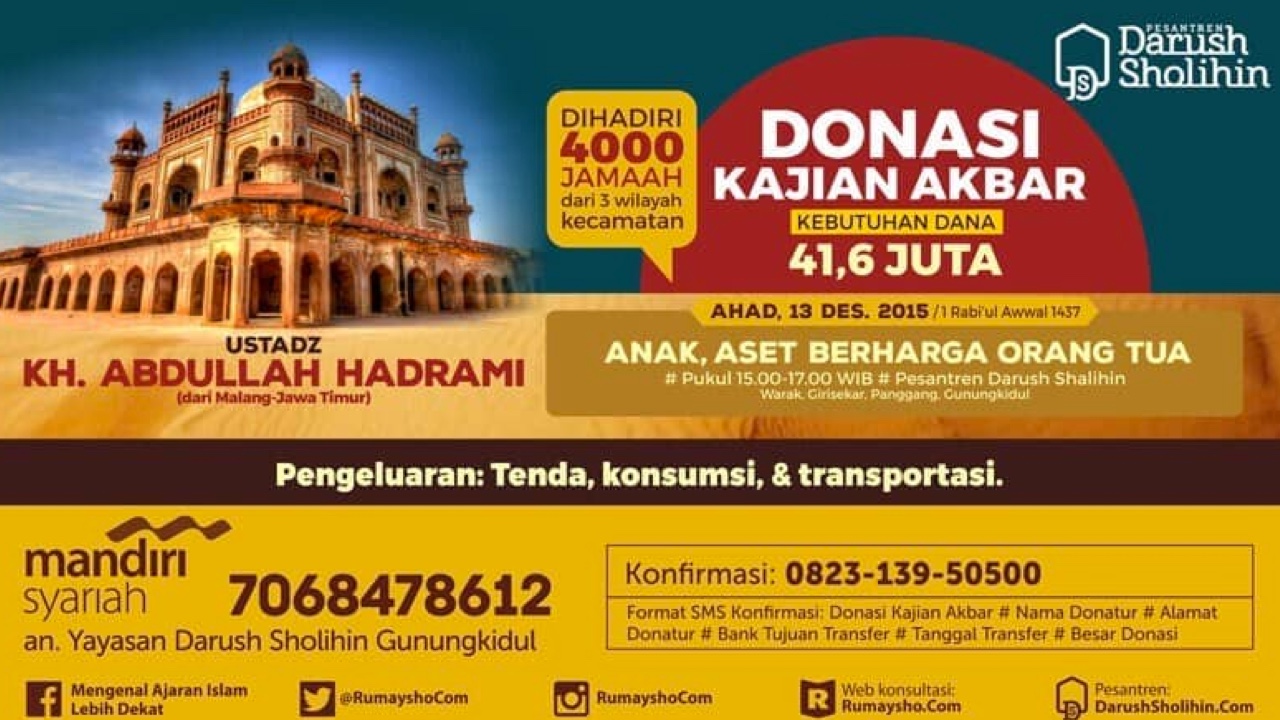 PESANTREN
Darush
Sholihin
DIHADIRI
4000
JAMAAH
dari 3 wilayah
kecamatan
DONASI
KAJIAN AKBAR
KEBUTUHAN DANA
41,6 JUTA
AHAD, 13 DES. 2015 / 1 Rabi'ul Awwal 1437
USTADZ
KH. ABDULLAH HADRAMI
(dari Malang-Jawa Timur)
ANAK, ASET BERHARGA ORANG TUA
# Pukul 15.00-17.00 WIB # Pesantren Darush Shalihin
Warak, Girisekar, Panggang, Gunungkidul
Pengeluaran: Tenda, konsumsi, & transportasi.
mandiri
syariah
7068478612
an. Yayasan Darush Sholihin Gunungkidul
Konfirmasi: 0823-139-50500
Format SMS Konfirmasi: Donasi Kajian Akbar # Nama Donatur # Alamat
Donatur # Bank Tujuan Transfer # Tanggal Transfer # Besar Donasi
Mengenal Ajaran Islam
Lebih Dekat
@RumayshoCom
RumayshoCom
Web konsultasi:
Rumaysho.Com
Pesantren:
DarushSholihin.Com